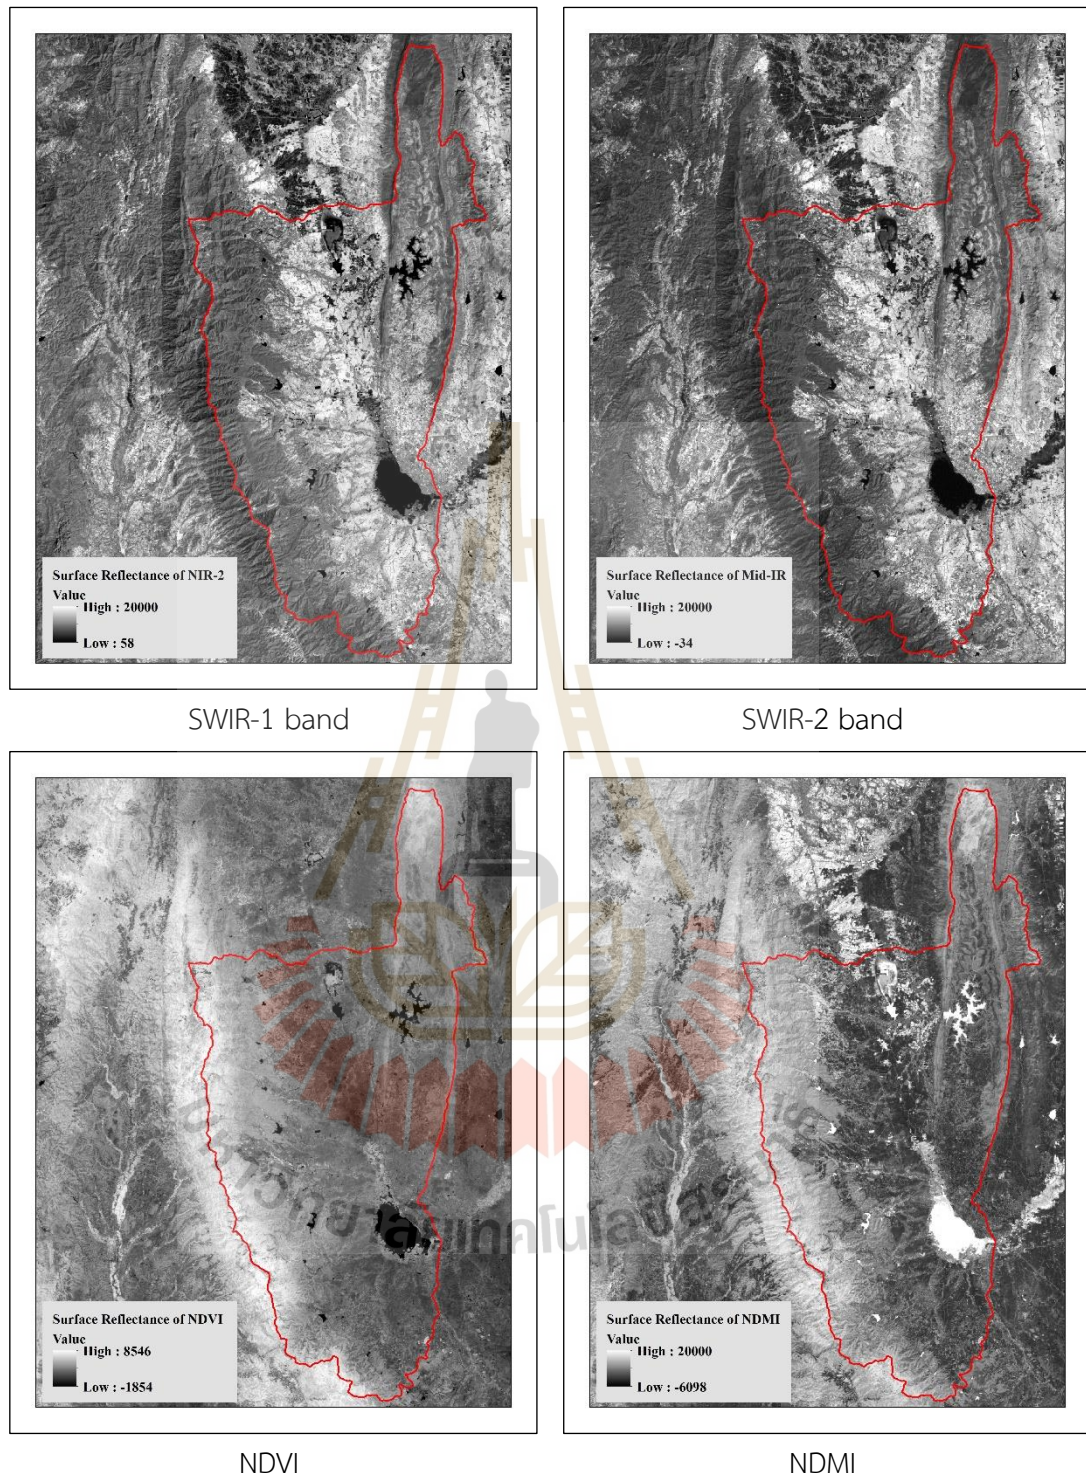 Surface Reflectance of NIR-2
Value
High : 20000
Low : 58
SWIR-1 band
Surface Reflectance of Mid-IR
Value
High : 20000
Low : -34
SWIR-2 band
Surface Reflectance of NDVI
Value
High : 8546
Low : -1854
NDVI
Surface Reflectance of NDMI
Value
High : 20000
Low : -6098
NDMI